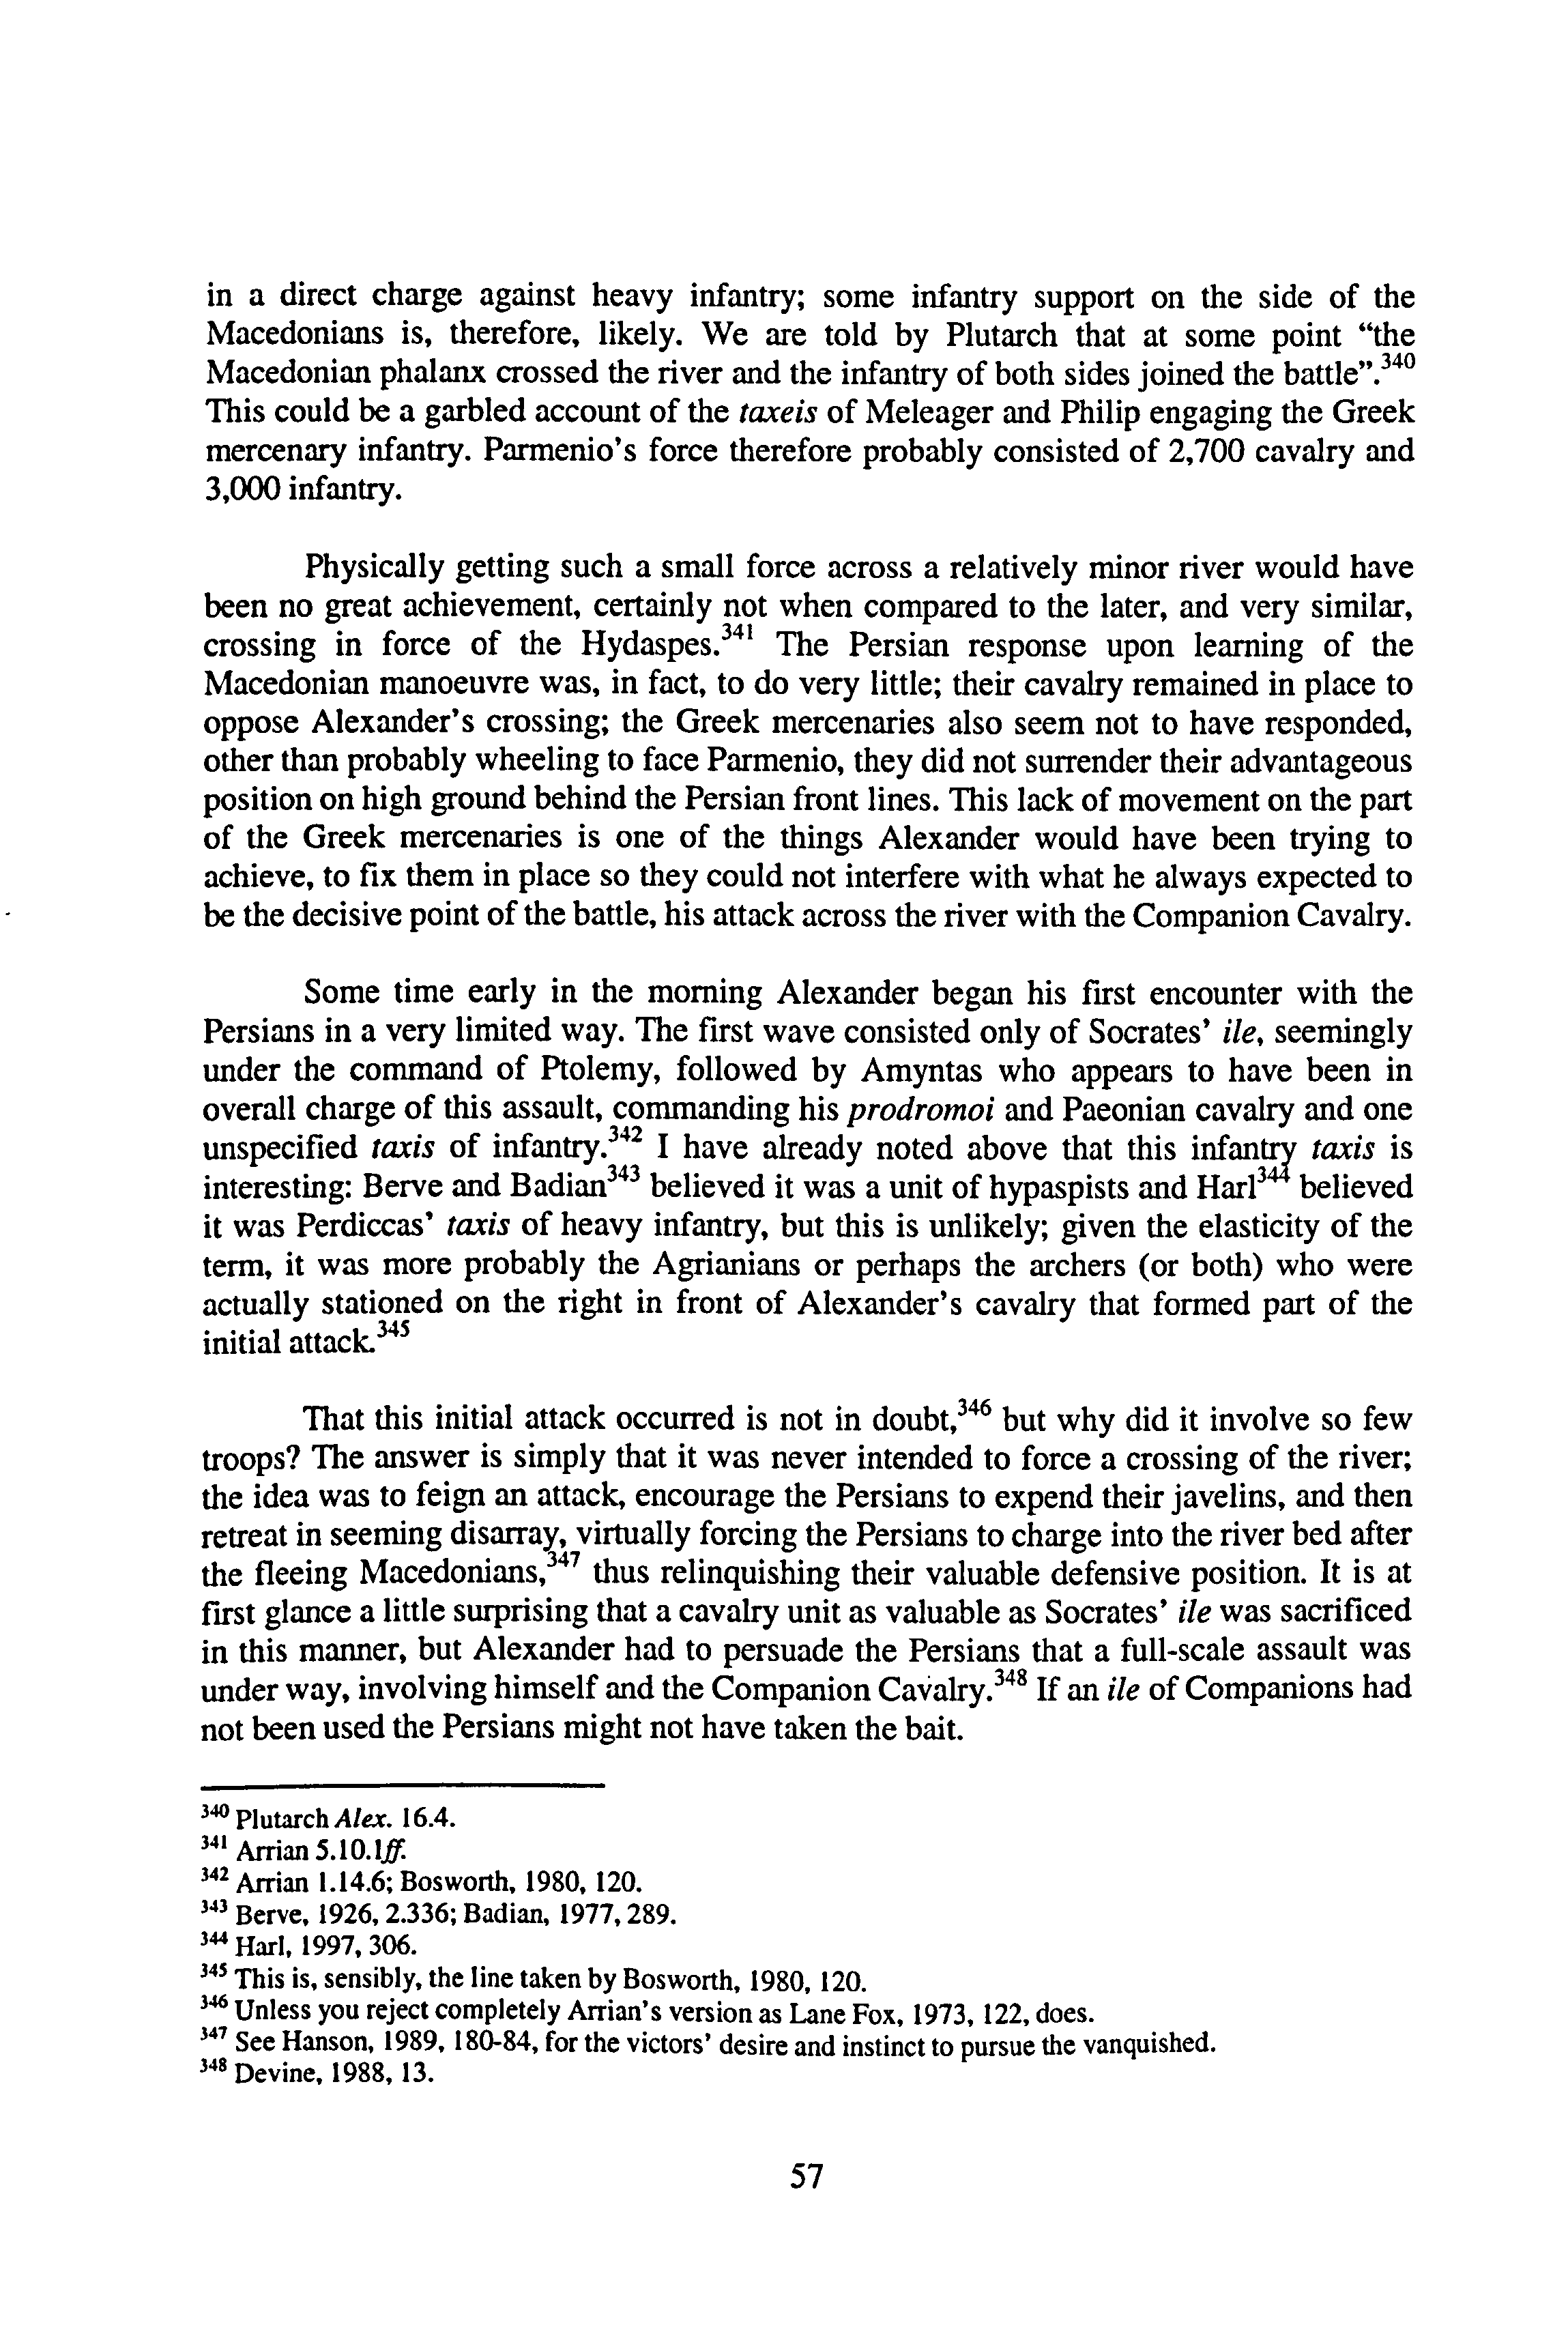 in a direct charge against heavy infantry; some infantry support on the side of the
Macedonians is, therefore, likely. We are told by Plutarch that at some point “the
Macedonian phalanx crossed the river and the infantry of both sides joined the battle”.340
This could be a garbled account of the taxeis of Meleager and Philip engaging the Greek
mercenary infantry. Parmenio’s force therefore probably consisted of 2,700 cavalry and
3,000 infantry.
Physically getting such a small force across a relatively minor river would have
been no great achievement, certainly not when compared to the later, and very similar,
crossing in force of the Hydaspes.341 The Persian response upon learning of the
Macedonian manoeuvre was, in fact, to do very little; their cavalry remained in place to
oppose Alexander’s crossing; the Greek mercenaries also seem not to have responded,
other than probably wheeling to face Parmenio, they did not surrender their advantageous
position on high ground behind the Persian front lines. This lack of movement on the part
of the Greek mercenaries is one of the things Alexander would have been trying to
achieve, to fix them in place so they could not interfere with what he always expected to
be the decisive point of the battle, his attack across the river with the Companion Cavalry.
Some time early in the morning Alexander began his first encounter with the
Persians in a very limited way. The first wave consisted only of Socrates’ ile, seemingly
under the command of Ptolemy, followed by Amyntas who appears to have been in
overall charge of this assault, commanding his prodromoi and Paeonian cavalry and one
unspecified taxis of infantry.342 I have already noted above that this infantry taxis is
interesting: Berve and Badian343 believed it was a unit of hypaspists and Harl344 believed
it was Perdiccas’ taxis of heavy infantry, but this is unlikely; given the elasticity of the
term, it was more probably the Agrianians or perhaps the archers (or both) who were
actually stationed on the right in front of Alexander’s cavalry that formed part of the
initial attack.345
That this initial attack occurred is not in doubt,346 but why did it involve so few
troops? The answer is simply that it was never intended to force a crossing of the river;
the idea was to feign an attack, encourage the Persians to expend their javelins, and then
retreat in seeming disarray, virtually forcing the Persians to charge into the river bed after
the fleeing Macedonians,347 thus relinquishing their valuable defensive position. It is at
first glance a little surprising that a cavalry unit as valuable as Socrates’ ile was sacrificed
in this manner, but Alexander had to persuade the Persians that a full-scale assault was
under way, involving himself and the Companion Cavalry.348 If an ile of Companions had
not been used the Persians might not have taken the bait.
340 Plutarch Alex. 16.4.
341 Arrian 5.10.1ff.
342 Arrian 1.14.6; Bosworth, 1980, 120.
343 Berve, 1926, 2.336; Badian, 1977, 289.
344 Harl, 1997, 306.
345 This is, sensibly, the line taken by Bosworth, 1980, 120.
346 Unless you reject completely Arrian’s version as Lane Fox, 1973, 122, does.
347 See Hanson, 1989, 180-84, for the victors’ desire and instinct to pursue the vanquished.
348 Devine, 1988, 13.
57